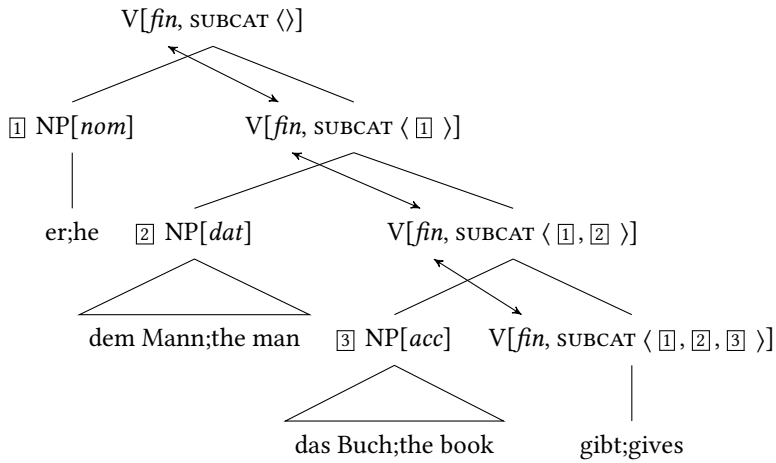 V[fin, SUBCAT ⟨⟩]
1 NP[nom] V[fin, SUBCAT ⟨ 1 ⟩]
er;he 2 NP[dat] V[fin, SUBCAT ⟨ 1 , 2 ⟩]
dem Mann;the man 3 NP[acc] V[fin, SUBCAT ⟨ 1 , 2 , 3 ⟩]
das Buch;the book gibt;gives